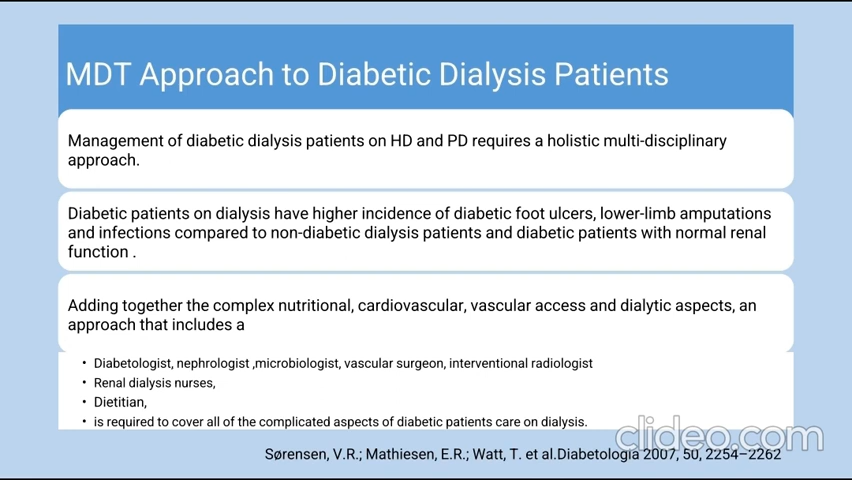 MDT Approach to Diabetic Dialysis Patients
Management of diabetic dialysis patients on HD and PD requires a holistic multi-disciplinary
approach.
Diabetic patients on dialysis have higher incidence of diabetic foot ulcers, lower-limb amputations
and infections compared to non-diabetic dialysis patients and diabetic patients with normal renal
function .
Adding together the complex nutritional, cardiovascular, vascular access and dialytic aspects, an
approach that includes a
• Diabetologist, nephrologist ,microbiologist, vascular surgeon, interventional radiologist
• Renal dialysis nurses,
• Dietitian,
• is required to cover all of the complicated aspects of diabetic patients care on dialysis.
clideo.com
Sørensen, V.R.; Mathiesen, E.R.; Watt, T. et al.Diabetologia 2007, 50, 2254–2262